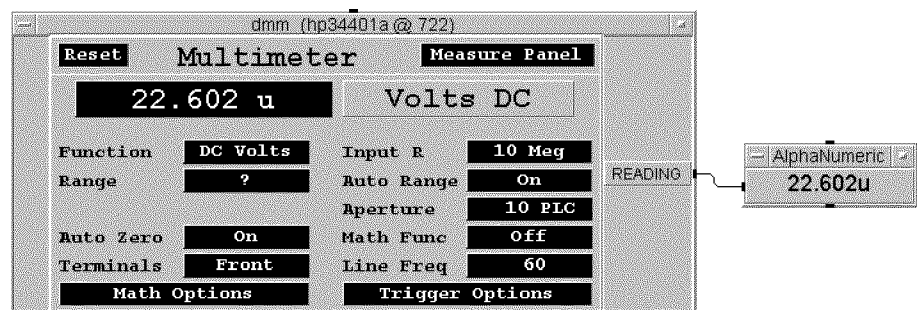 dmm (hp34401a @ 722)
Reset Multimeter Measure Panel
22.602 u Volts DC
Function DC Volts Input R 10 Meg
Range ? Auto Range On
READING
AlphaNumeric
22.602u
Aperture 10 PLC
Auto Zero On Math Func Off
Terminals Front Line Freq 60
Math Options Trigger Options